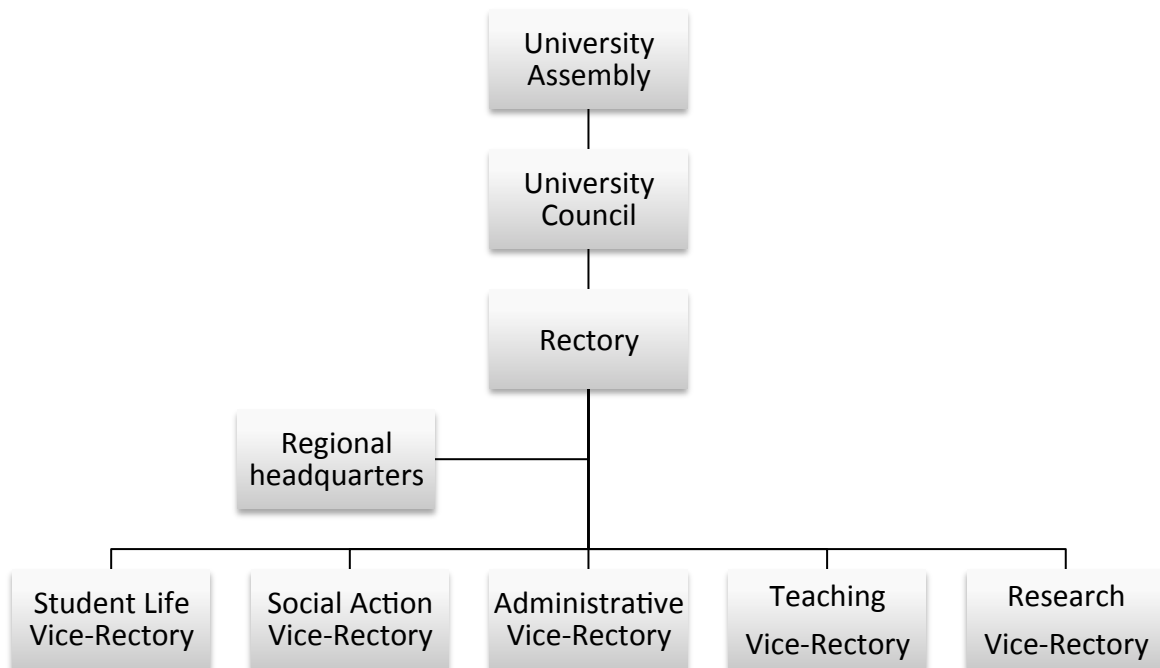 University
Assembly
University
Council
Rectory
Regional
headquarters
Student Life
Vice-Rectory
Social Action
Vice-Rectory
Administrative
Vice-Rectory
Teaching
Vice-Rectory
Research
Vice-Rectory